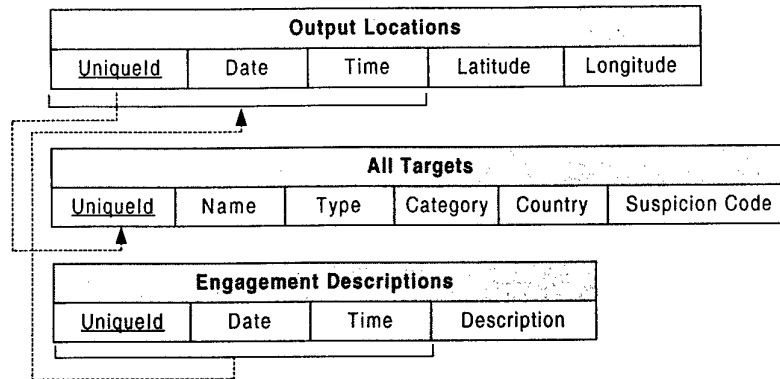 Output Locations
UniqueId Date Time Latitude Longitude
All Targets
UniqueId Name Type Category Country Suspicion Code
Engagement Descriptions
UniqueId Date Time Description